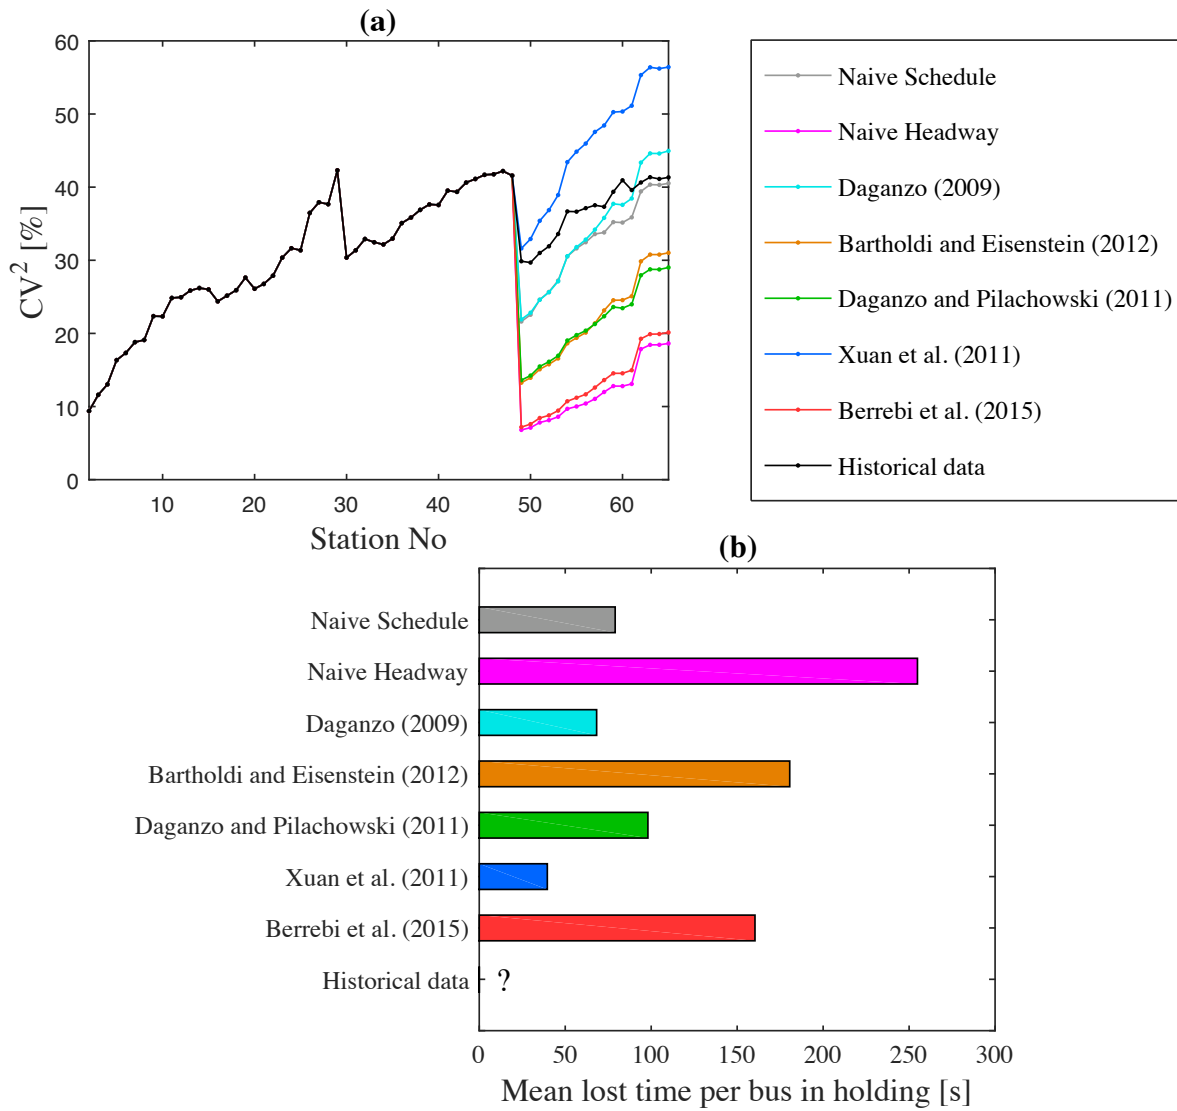 (a)
60
50
40
30
20
10
0
CV² [%]
10
20
30
40
50
60
Station No
Naive Schedule
Naive Headway
Daganzo (2009)
Bartholdi and Eisenstein (2012)
Daganzo and Pilachowski (2011)
Xuan et al. (2011)
Berrebi et al. (2015)
Historical data
(b)
Naive Schedule
Naive Headway
Daganzo (2009)
Bartholdi and Eisenstein (2012)
Daganzo and Pilachowski (2011)
Xuan et al. (2011)
Berrebi et al. (2015)
Historical data ?
0 50 100 150 200 250 300
Mean lost time per bus in holding [s]